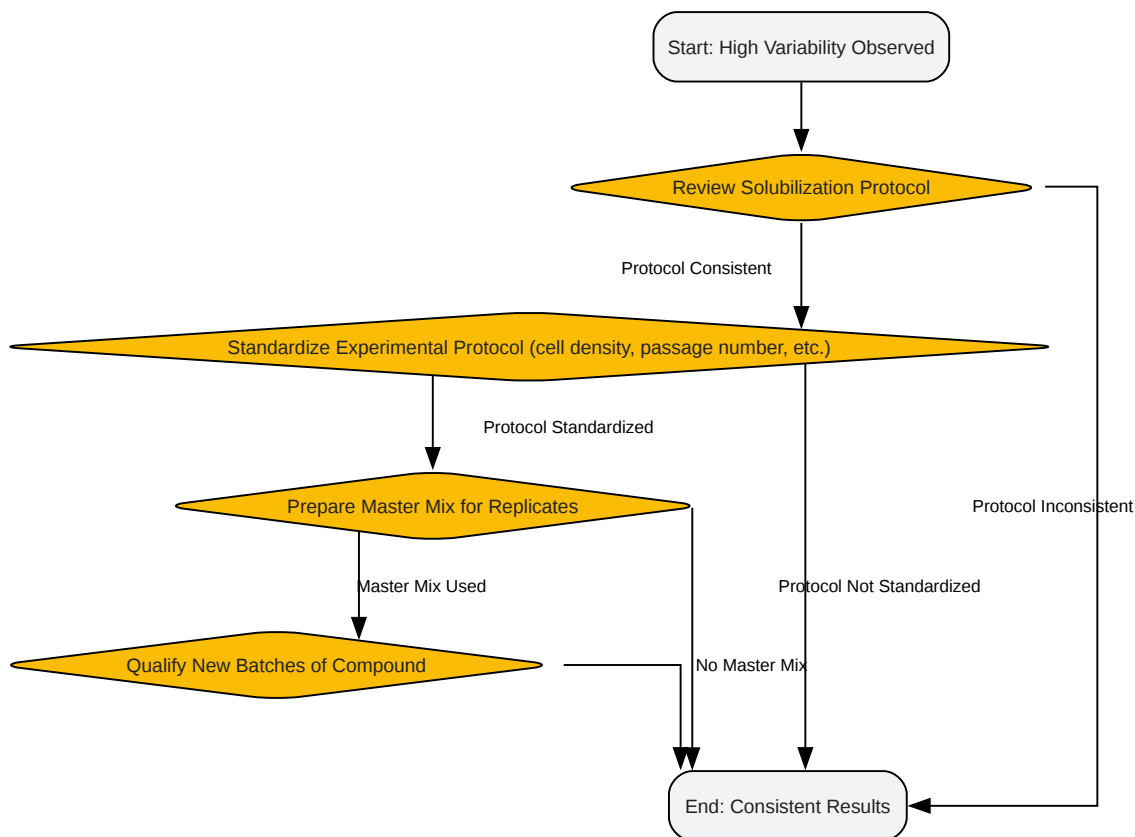 Start: High Variability Observed
Review Solubilization Protocol
Protocol Consistent
Standardize Experimental Protocol (cell density, passage number, etc.)
Protocol Standardized
Prepare Master Mix for Replicates
Protocol Inconsistent
Master Mix Used
Protocol Not Standardized
Qualify New Batches of Compound
No Master Mix
End: Consistent Results